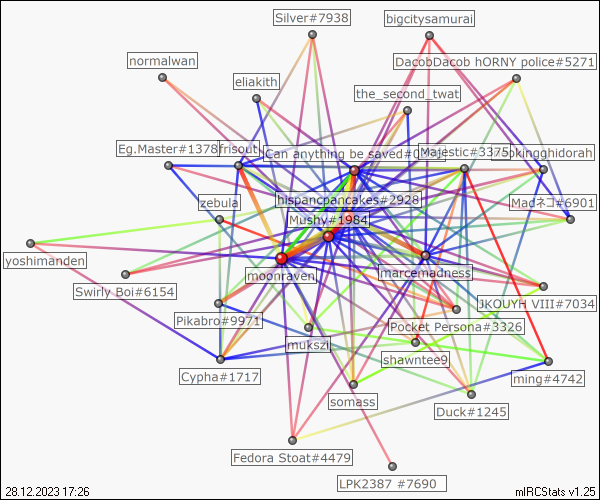 Silver#7938
bigcitysamurai
normalwan
DacobDacob hORNY police#5271
eliakith
the_second_twat
Eg.Master#1378
frisout
Can anything be saved#0
Majestic#3375
kingghidorah
hispancpancakes#2928
Madネコ#6901
zebula
Mushy#1984
yoshimanden
moonraven
marcemadness
Swirly Boi#6154
JKOUYH VIII#7034
Pikabro#9971
Pocket Persona#3326
mukszi
shawntee9
Cypha#1717
ming#4742
somass
Duck#1245
Fedora Stoat#4479
LPK2387 #7690
28.12.2023 17:26
mIRCStats v1.25